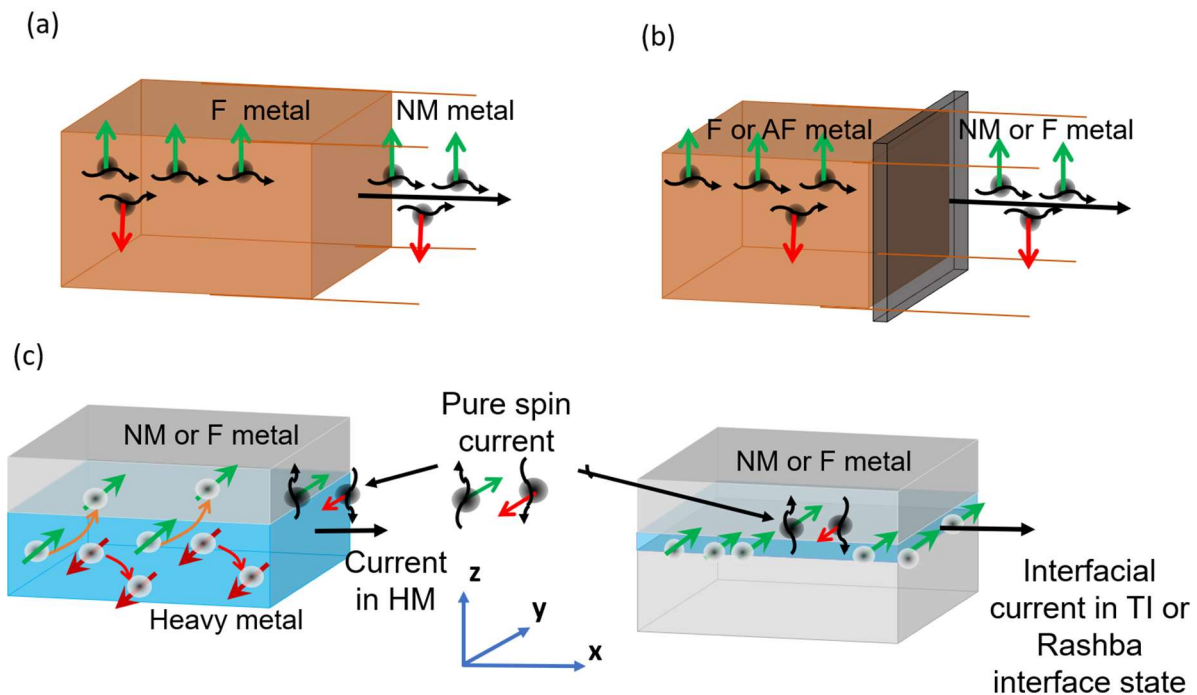 (a)
F metal
NM metal
(b)
F or AF metal
NM or F metal
(c)
NM or F metal
Heavy metal
Current
in HM
Pure spin
current
z
y
x
NM or F metal
Interfacial
current in TI or
Rashba
interface state